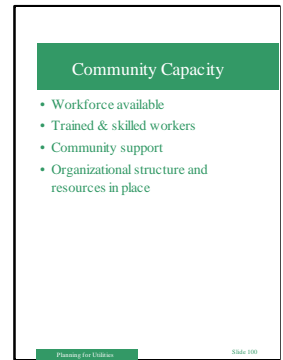 Community Capacity
• Workforce available
• Trained & skilled workers
• Community support
• Organizational structure and
resources in place
Planning for Utilities
Slide 100